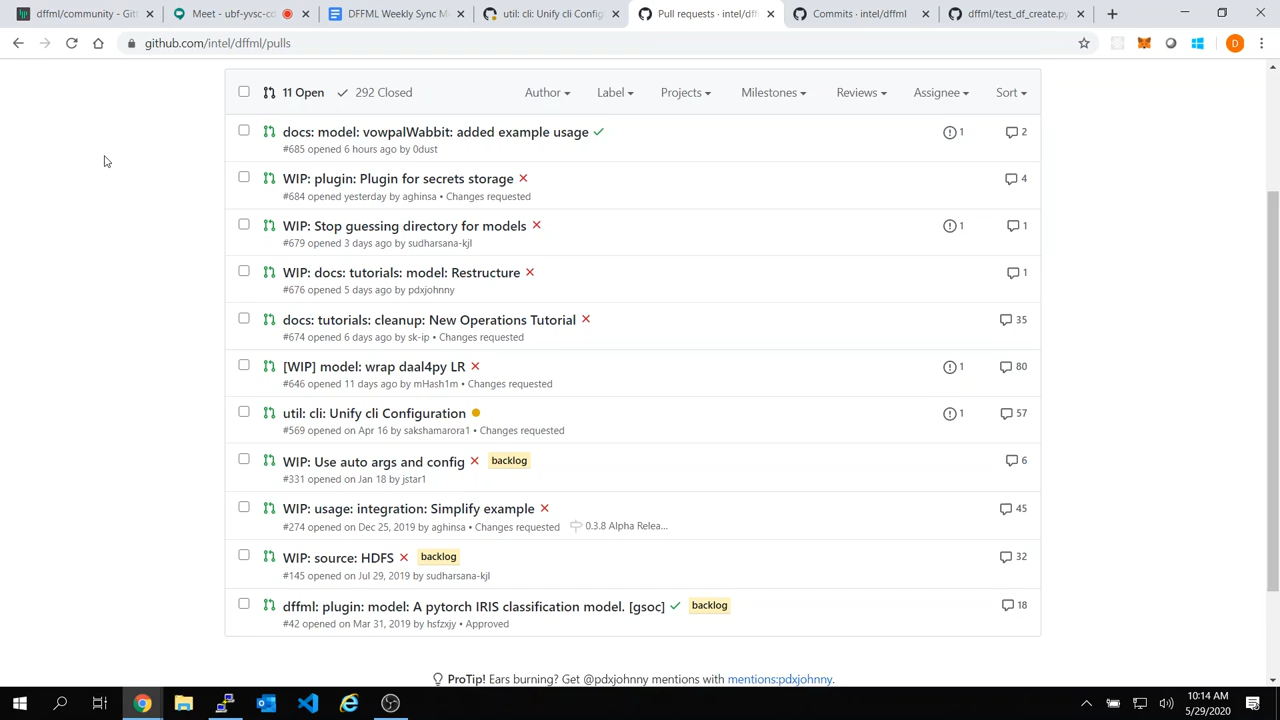 dffml/community - Gitt
Meet - ubf-yvsc-cc
DFFML Weekly Sync M
util: cli: Unify cli Config
Pull requests · intel/dff
Commits · intel/dffml
dffml/test_df_create.py
github.com/intel/dffml/pulls
D
11 Open
292 Closed
Author
Label
Projects
Milestones
Reviews
Assignee
Sort
docs: model: vowpalWabbit: added example usage
1
2
#685 opened 6 hours ago by 0dust
WIP: plugin: Plugin for secrets storage
4
#684 opened yesterday by aghinsa • Changes requested
WIP: Stop guessing directory for models
1
1
#679 opened 3 days ago by sudharsana-kjl
WIP: docs: tutorials: model: Restructure
1
#676 opened 5 days ago by pdxjohnny
docs: tutorials: cleanup: New Operations Tutorial
35
#674 opened 6 days ago by sk-ip • Changes requested
[WIP] model: wrap daal4py LR
1
80
#646 opened 11 days ago by mHash1m • Changes requested
util: cli: Unify cli Configuration
1
57
#569 opened on Apr 16 by sakshamarora1 • Changes requested
WIP: Use auto args and config
backlog
6
#331 opened on Jan 18 by jstar1
WIP: usage: integration: Simplify example
45
#274 opened on Dec 25, 2019 by aghinsa • Changes requested
0.3.8 Alpha Relea...
WIP: source: HDFS
backlog
32
#145 opened on Jul 29, 2019 by sudharsana-kjl
dffml: plugin: model: A pytorch IRIS classification model. [gsoc]
backlog
18
#42 opened on Mar 31, 2019 by hsfzxjy • Approved
ProTip! Ears burning? Get @pdxjohnny mentions with mentions:pdxjohnny.
10:14 AM
5/29/2020